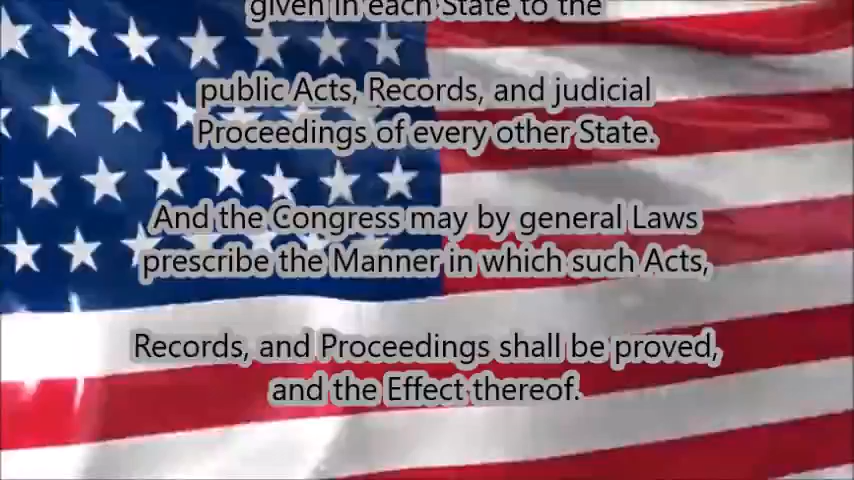 given in each State to the
public Acts, Records, and judicial
Proceedings of every other State.
And the Congress may by general Laws
prescribe the Manner in which such Acts,
Records, and Proceedings shall be proved,
and the Effect thereof.